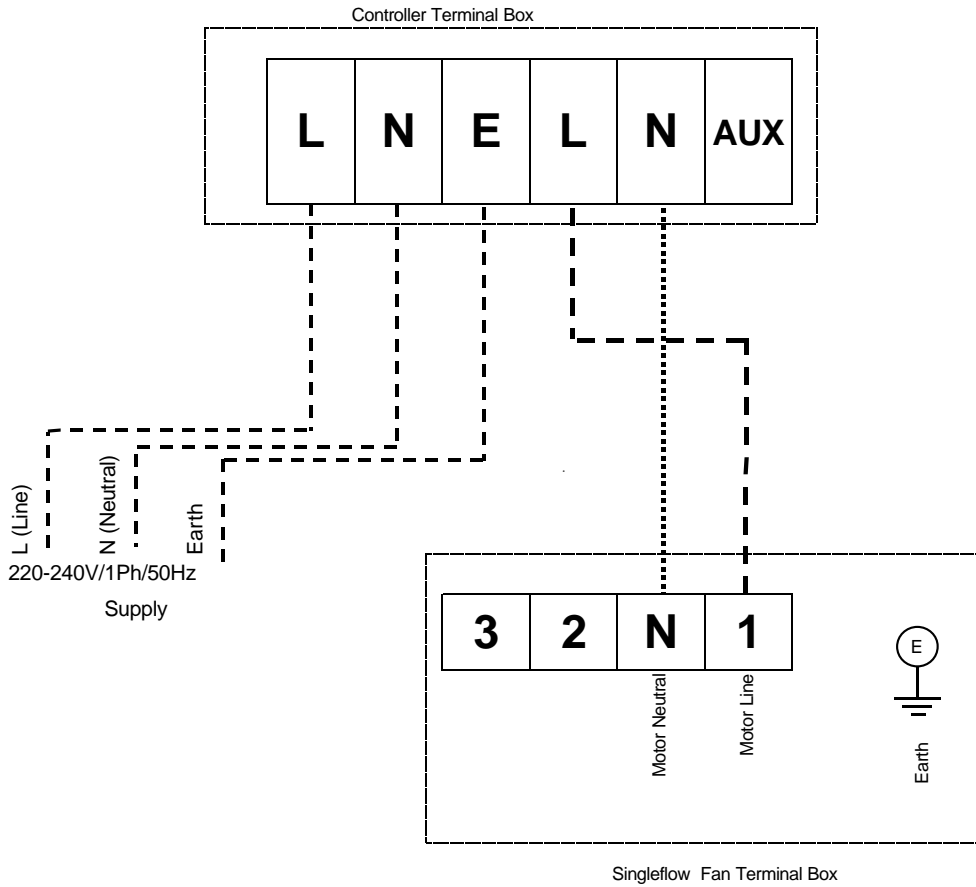 Controller Terminal Box
L N E L N AUX
L (Line)
N (Neutral)
Earth
220-240V/1Ph/50Hz
Supply
3 2 N 1
Motor Neutral
Motor Line
E
Earth
Singleflow Fan Terminal Box